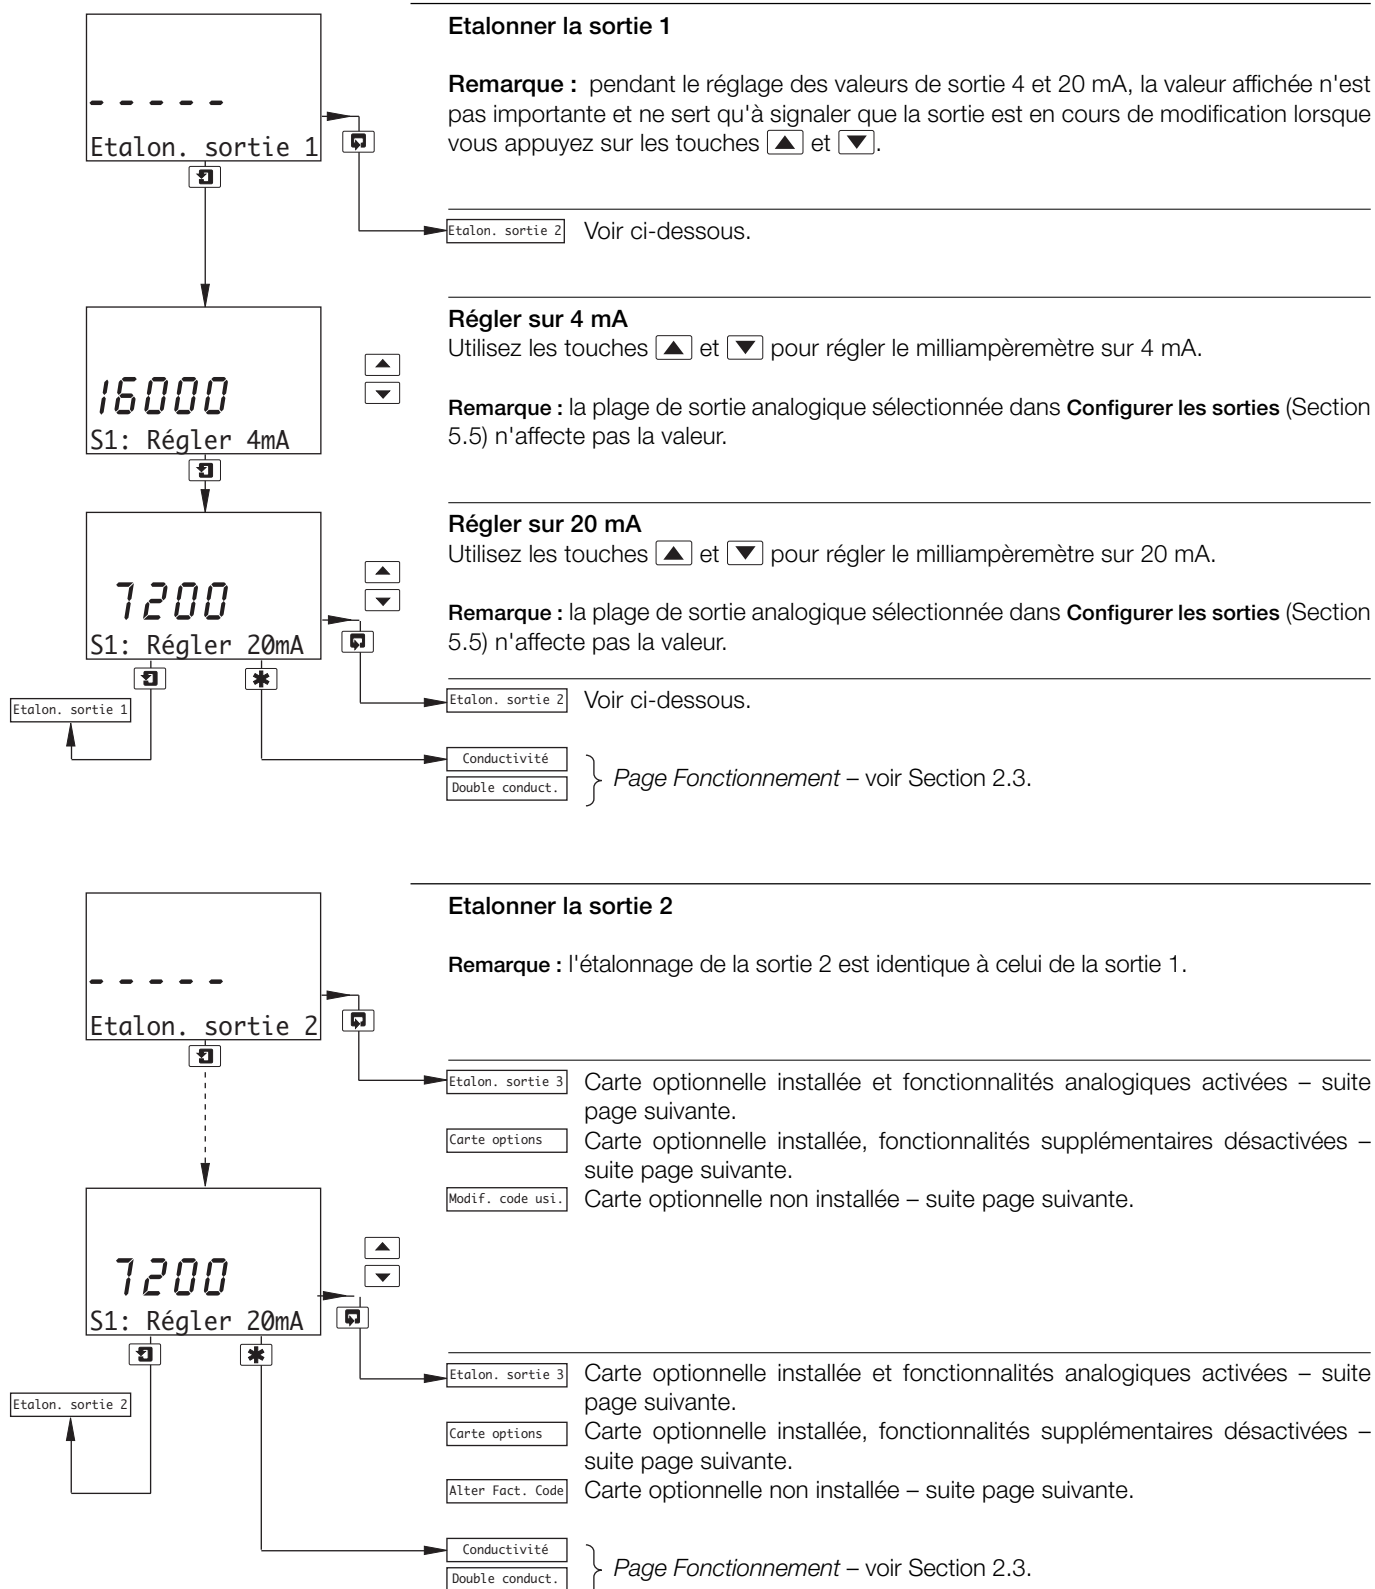 Etalonner la sortie 1
Remarque : pendant le réglage des valeurs de sortie 4 et 20 mA, la valeur affichée n'est
pas importante et ne sert qu'à signaler que la sortie est en cours de modification lorsque
vous appuyez sur les touches ▲ et ▼.
- - - - -
Etalon. sortie 1
Etalon. sortie 2 Voir ci-dessous.
Régler sur 4 mA
Utilisez les touches ▲ et ▼ pour régler le milliampèremètre sur 4 mA.
Remarque : la plage de sortie analogique sélectionnée dans Configurer les sorties (Section
5.5) n'affecte pas la valeur.
16000
S1: Régler 4mA
Régler sur 20 mA
Utilisez les touches ▲ et ▼ pour régler le milliampèremètre sur 20 mA.
Remarque : la plage de sortie analogique sélectionnée dans Configurer les sorties (Section
5.5) n'affecte pas la valeur.
7200
S1: Régler 20mA
Etalon. sortie 2 Voir ci-dessous.
Etalon. sortie 1
Conductivité
Double conduct.
Page Fonctionnement – voir Section 2.3.
Etalonner la sortie 2
Remarque : l'étalonnage de la sortie 2 est identique à celui de la sortie 1.
- - - - -
Etalon. sortie 2
Etalon. sortie 3 Carte optionnelle installée et fonctionnalités analogiques activées – suite
page suivante.
Carte options Carte optionnelle installée, fonctionnalités supplémentaires désactivées –
suite page suivante.
Modif. code usi. Carte optionnelle non installée – suite page suivante.
7200
S1: Régler 20mA
Etalon. sortie 3 Carte optionnelle installée et fonctionnalités analogiques activées – suite
page suivante.
Etalon. sortie 2
Carte options Carte optionnelle installée, fonctionnalités supplémentaires désactivées –
suite page suivante.
Alter Fact. Code Carte optionnelle non installée – suite page suivante.
Conductivité
Double conduct.
Page Fonctionnement – voir Section 2.3.